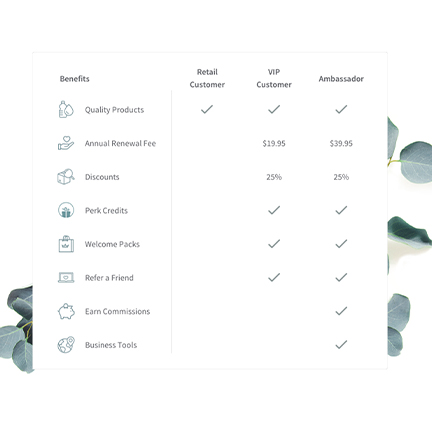 Benefits Retail Customer VIP Customer Ambassador
Quality Products ✓ ✓ ✓
Annual Renewal Fee $19.95 $39.95
Discounts 25% 25%
Perk Credits ✓ ✓
Welcome Packs ✓ ✓
Refer a Friend ✓ ✓
Earn Commissions ✓
Business Tools ✓